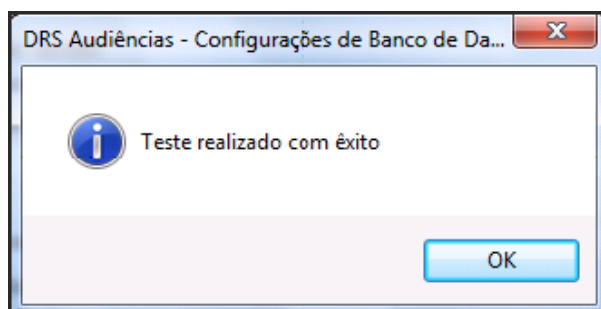 DRS Audiências - Configurações de Banco de Da...
Teste realizado com êxito
OK